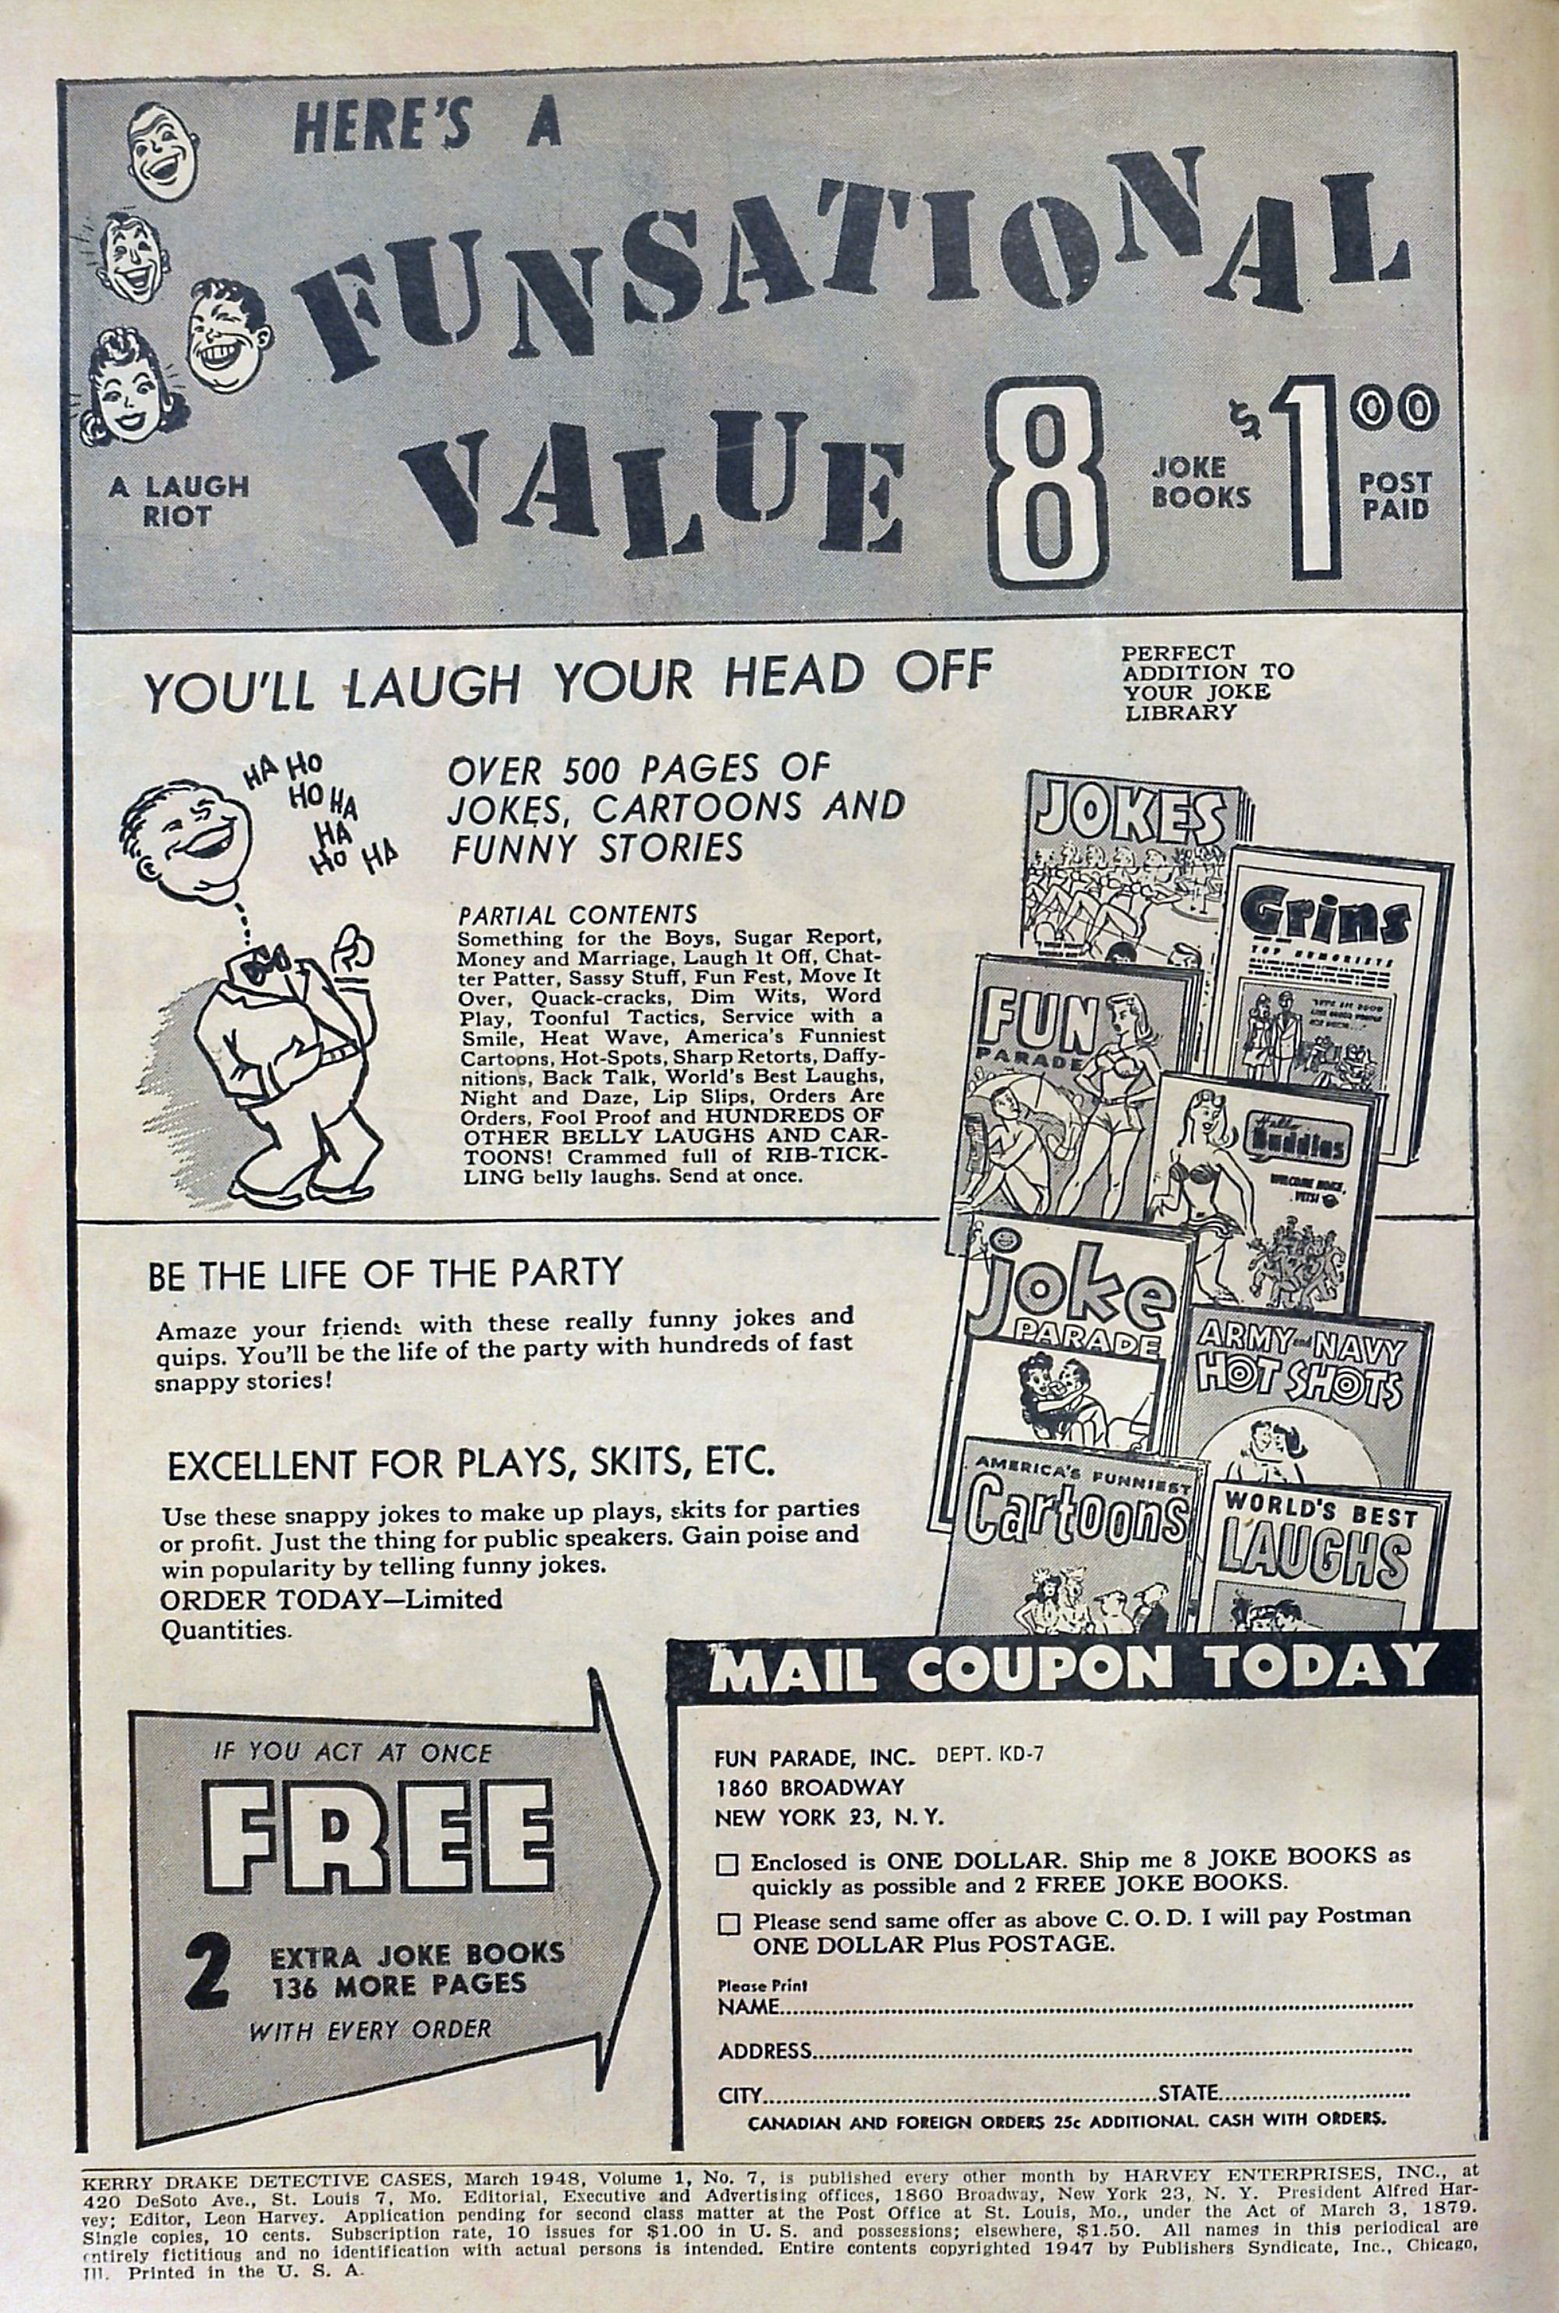 HERE'S A
FUNSATIONAL
VALUE
A LAUGH
RIOT
8
JOKE
BOOKS
$1.00
POST
PAID
YOU'LL LAUGH YOUR HEAD OFF
PERFECT
ADDITION TO
YOUR JOKE
LIBRARY
HA HO
HO HA
HA
HO HA
OVER 500 PAGES OF
JOKES, CARTOONS AND
FUNNY STORIES
PARTIAL CONTENTS
Something for the Boys, Sugar Report,
Money and Marriage, Laugh It Off, Chat-
ter Patter, Sassy Stuff, Fun Fest, Move It
Over, Quack-cracks, Dim Wits, Word
Play, Toonful Tactics, Service with a
Smile, Heat Wave, America's Funniest
Cartoons, Hot-Spots, Sharp Retorts, Daffy-
nitions, Back Talk, World's Best Laughs,
Night and Daze, Lip Slips, Orders Are
Orders, Fool Proof and HUNDREDS OF
OTHER BELLY LAUGHS AND CAR-
TOONS! Crammed full of RIB-TICK-
LING belly laughs. Send at once.
JOKES
Grins
TOP HUMORISTS
FUN
PARADE
Hello
Buddies
WELCOME HOME,
VETS!
joke
PARADE
ARMY and NAVY
HOT SHOTS
AMERICA'S FUNNIEST
Cartoons
WORLD'S BEST
LAUGHS
BE THE LIFE OF THE PARTY
Amaze your friends with these really funny jokes and
quips. You'll be the life of the party with hundreds of fast
snappy stories!
EXCELLENT FOR PLAYS, SKITS, ETC.
Use these snappy jokes to make up plays, skits for parties
or profit. Just the thing for public speakers. Gain poise and
win popularity by telling funny jokes.
ORDER TODAY—Limited
Quantities.
IF YOU ACT AT ONCE
FREE
2 EXTRA JOKE BOOKS
136 MORE PAGES
WITH EVERY ORDER
MAIL COUPON TODAY
FUN PARADE, INC. DEPT. KD-7
1860 BROADWAY
NEW YORK 23, N. Y.
Enclosed is ONE DOLLAR. Ship me 8 JOKE BOOKS as
quickly as possible and 2 FREE JOKE BOOKS.
Please send same offer as above C. O. D. I will pay Postman
ONE DOLLAR Plus POSTAGE.
Please Print
NAME
ADDRESS
CITY STATE
CANADIAN AND FOREIGN ORDERS 25c ADDITIONAL. CASH WITH ORDERS.
KERRY DRAKE DETECTIVE CASES, March 1948, Volume 1, No. 7, is published every other month by HARVEY ENTERPRISES, INC., at
420 DeSoto Ave., St. Louis 7, Mo. Editorial, Executive and Advertising offices, 1860 Broadway, New York 23, N. Y. President Alfred Har-
vey; Editor, Leon Harvey. Application pending for second class matter at the Post Office at St. Louis, Mo., under the Act of March 3, 1879.
Single copies, 10 cents. Subscription rate, 10 issues for $1.00 in U. S. and possessions; elsewhere, $1.50. All names in this periodical are
entirely fictitious and no identification with actual persons is intended. Entire contents copyrighted 1947 by Publishers Syndicate, Inc., Chicago,
Ill. Printed in the U. S. A.